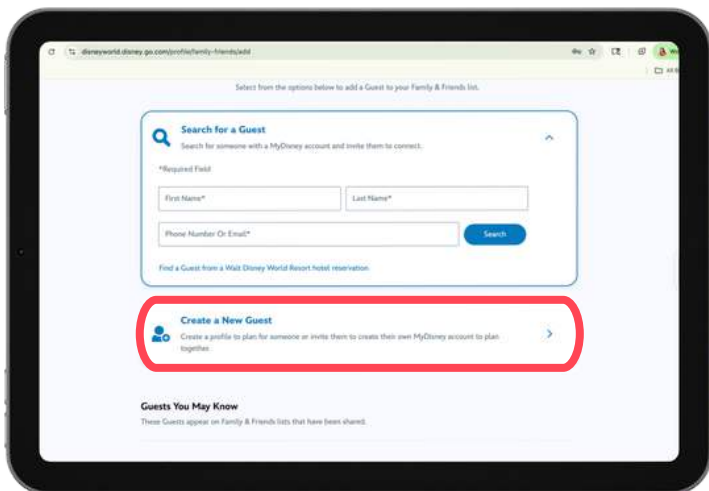 disneyworld.disney.go.com/profile/family-friends/add
Select from the options below to add a Guest to your Family & Friends list.
Search for a Guest
Search for someone with a MyDisney account and invite them to connect.
*Required Field
First Name*
Last Name*
Phone Number Or Email*
Search
Find a Guest from a Walt Disney World Resort hotel reservation.
Create a New Guest
Create a profile to plan for someone or invite them to create their own MyDisney account to plan
together.
Guests You May Know
These Guests appear on Family & Friends lists that have been shared.